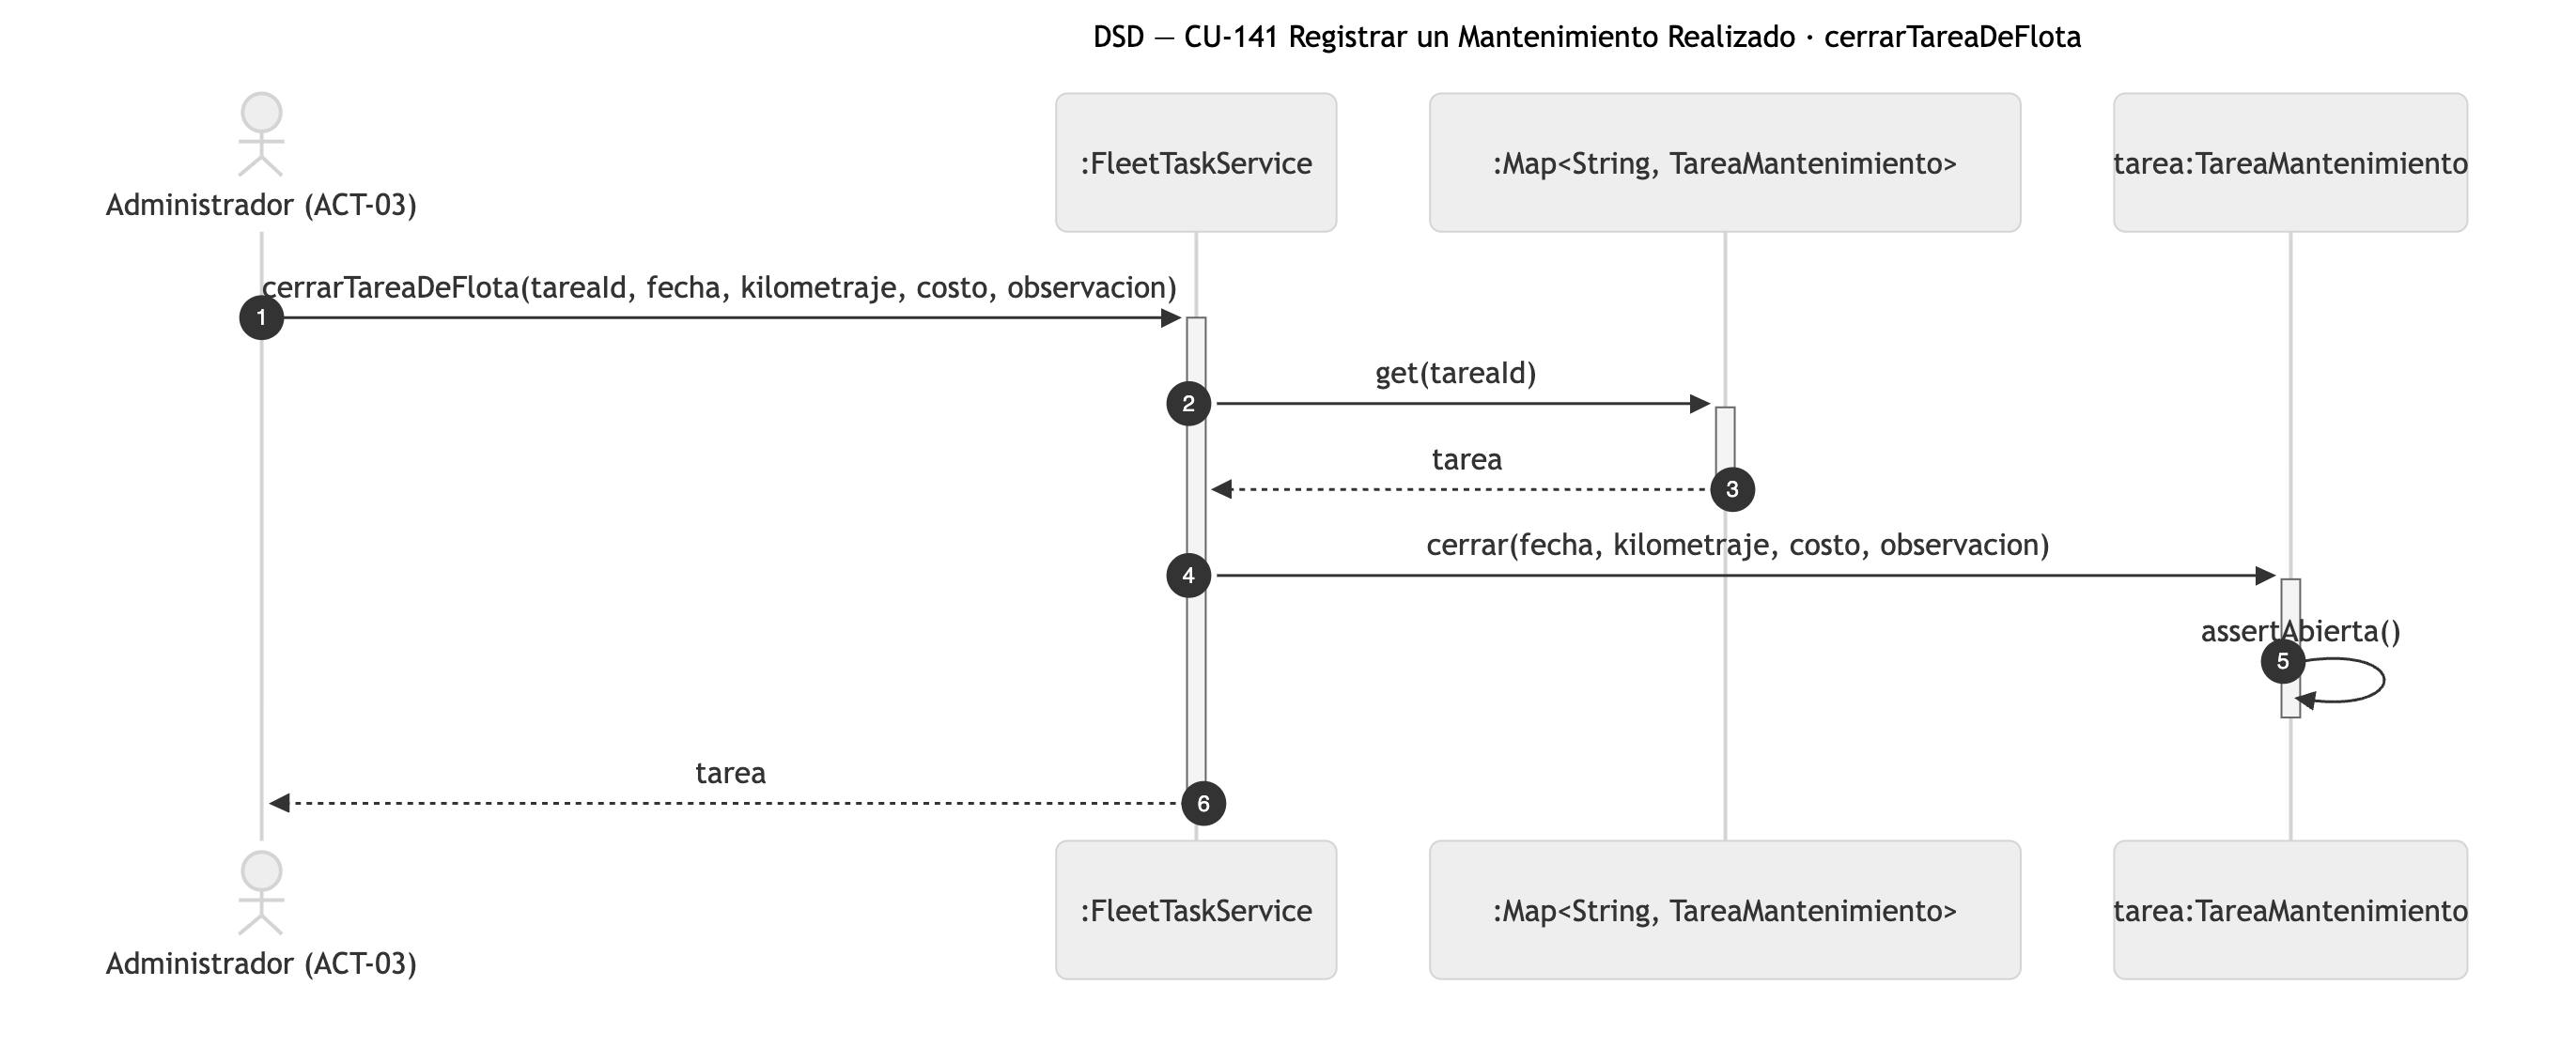 DSD — CU-141 Registrar un Mantenimiento Realizado · cerrarTareaDeFlota
Administrador (ACT-03)
:FleetTaskService
:Map<String, TareaMantenimiento>
tarea:TareaMantenimiento
cerrarTareaDeFlota(tareaId, fecha, kilometraje, costo, observacion)
1
get(tareaId)
2
tarea
3
cerrar(fecha, kilometraje, costo, observacion)
4
assertAbierta()
5
tarea
6
Administrador (ACT-03)
:FleetTaskService
:Map<String, TareaMantenimiento>
tarea:TareaMantenimiento